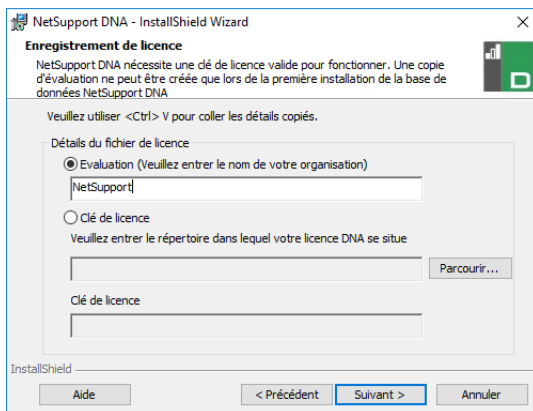 NetSupport DNA - InstallShield Wizard
Enregistrement de licence
NetSupport DNA nécessite une clé de licence valide pour fonctionner. Une copie
d'évaluation ne peut être créée que lors de la première installation de la base de
données NetSupport DNA
D
Veuillez utiliser <Ctrl> V pour coller les détails copiés.
Détails du fichier de licence
Evaluation (Veuillez entrer le nom de votre organisation)
NetSupport
Clé de licence
Veuillez entrer le répertoire dans lequel votre licence DNA se situe
Parcourir...
Clé de licence
InstallShield
Aide
< Précédent
Suivant >
Annuler